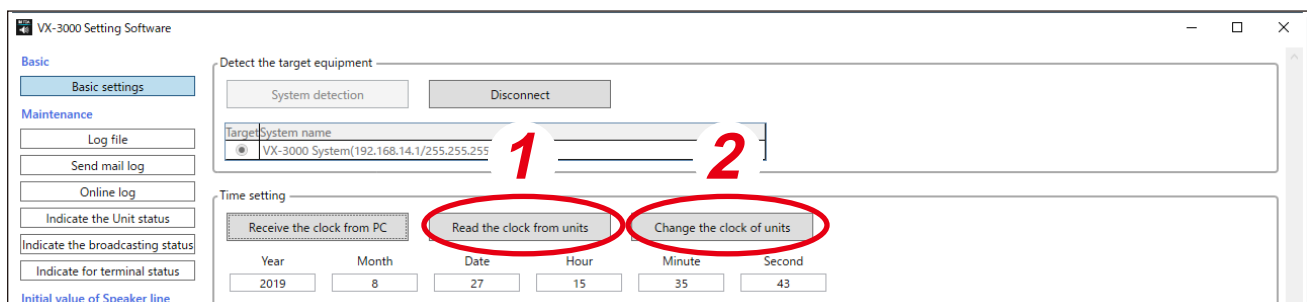 VX-3000 Setting Software
Basic
Basic settings
Maintenance
Log file
Send mail log
Online log
Indicate the Unit status
Indicate the broadcasting status
Indicate for terminal status
Initial value of Speaker line
Detect the target equipment
System detection Disconnect
Target System name
VX-3000 System(192.168.14.1/255.255.255
1 2
Time setting
Receive the clock from PC Read the clock from units Change the clock of units
Year Month Date Hour Minute Second
2019 8 27 15 35 43